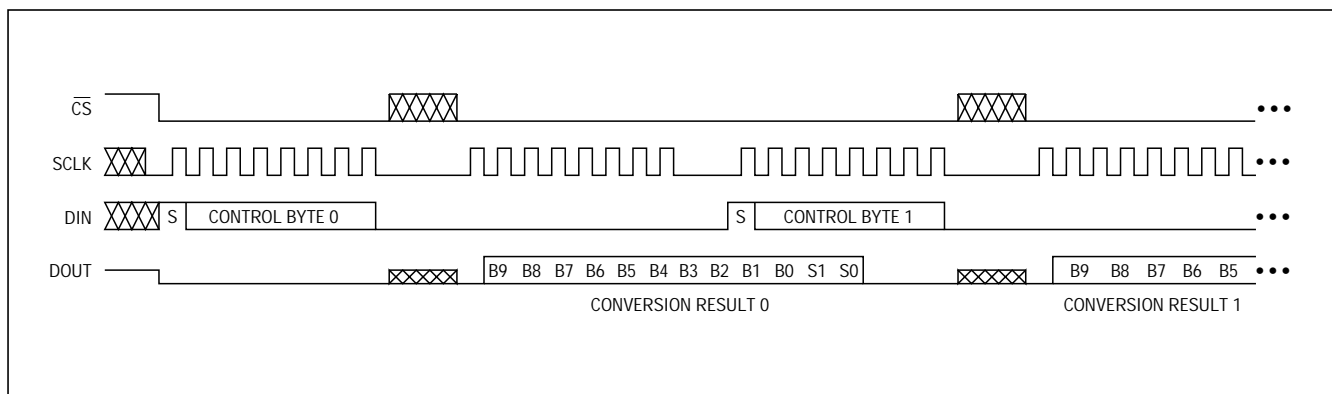 CS
SCLK
DIN S CONTROL BYTE 0 S CONTROL BYTE 1
DOUT B9 B8 B7 B6 B5 B4 B3 B2 B1 B0 S1 S0 B9 B8 B7 B6 B5
CONVERSION RESULT 0 CONVERSION RESULT 1